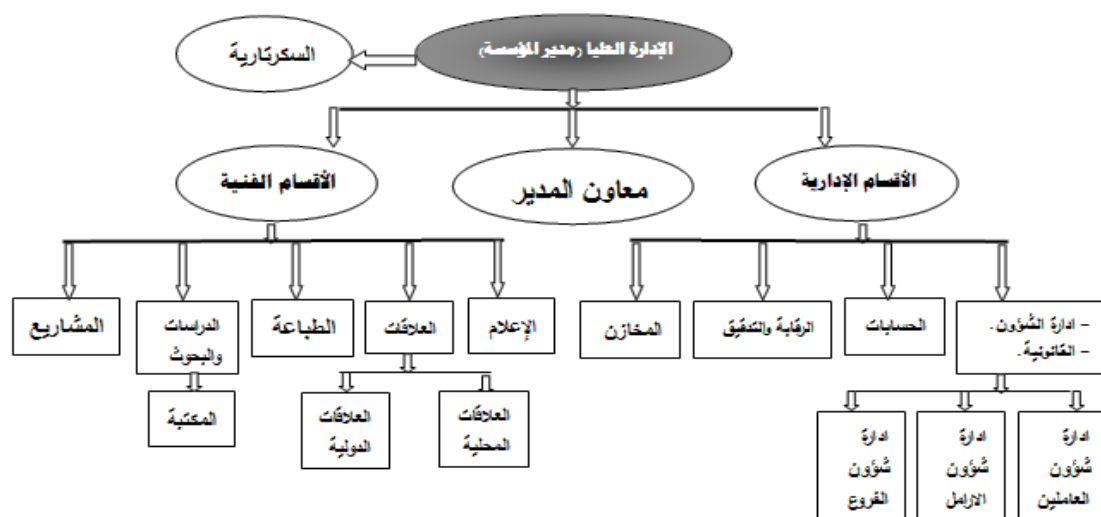 الإدارة العليا (مدير المؤسسة)
السكرتارية
الأقسام الإدارية
معاون المدير
الأقسام الفنية
- ادارة الشؤون.
- القانونية.
الحسابات
الرقابة والتدقيق
المخازن
الإعلام
العلاقات
الطباعة
الدراسات
والبحوث
المشاريع
ادارة
شؤون
العاملين
ادارة
شؤون
الارامل
ادارة
شؤون
الفروع
العلاقات
المحلية
العلاقات
الدولية
المكتبة